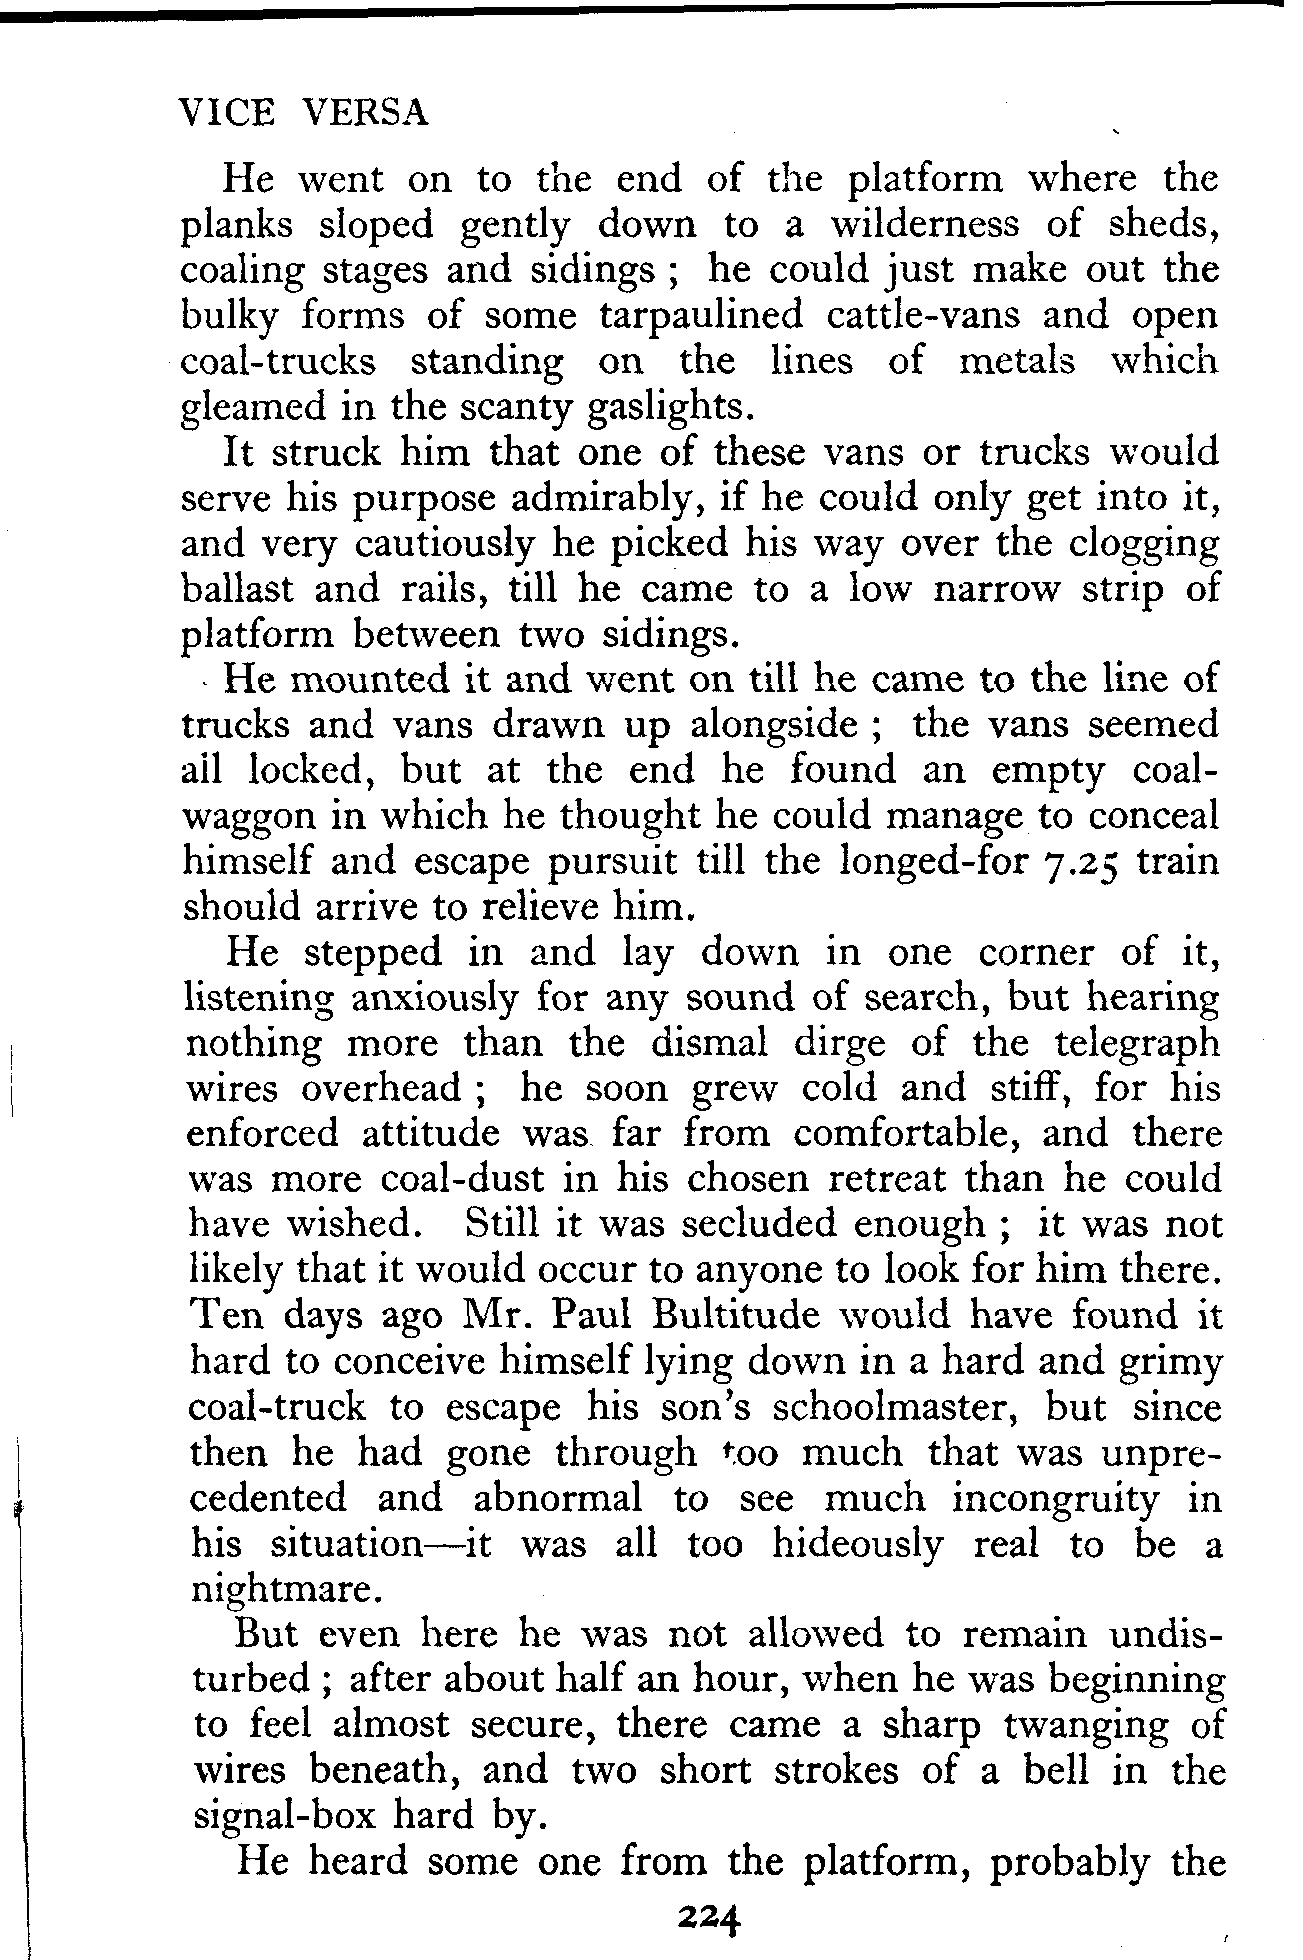 VICE VERSA
He went on to the end of the platform where the
planks sloped gently down to a wilderness of sheds,
coaling stages and sidings ; he could just make out the
bulky forms of some tarpaulined cattle-vans and open
coal-trucks standing on the lines of metals which
gleamed in the scanty gaslights.
It struck him that one of these vans or trucks would
serve his purpose admirably, if he could only get into it,
and very cautiously he picked his way over the clogging
ballast and rails, till he came to a low narrow strip of
platform between two sidings.
He mounted it and went on till he came to the line of
trucks and vans drawn up alongside ; the vans seemed
all locked, but at the end he found an empty coal-
waggon in which he thought he could manage to conceal
himself and escape pursuit till the longed-for 7.25 train
should arrive to relieve him.
He stepped in and lay down in one corner of it,
listening anxiously for any sound of search, but hearing
nothing more than the dismal dirge of the telegraph
wires overhead ; he soon grew cold and stiff, for his
enforced attitude was far from comfortable, and there
was more coal-dust in his chosen retreat than he could
have wished. Still it was secluded enough ; it was not
likely that it would occur to anyone to look for him there.
Ten days ago Mr. Paul Bultitude would have found it
hard to conceive himself lying down in a hard and grimy
coal-truck to escape his son's schoolmaster, but since
then he had gone through too much that was unpre-
cedented and abnormal to see much incongruity in
his situation—it was all too hideously real to be a
nightmare.
But even here he was not allowed to remain undis-
turbed ; after about half an hour, when he was beginning
to feel almost secure, there came a sharp twanging of
wires beneath, and two short strokes of a bell in the
signal-box hard by.
He heard some one from the platform, probably the
224